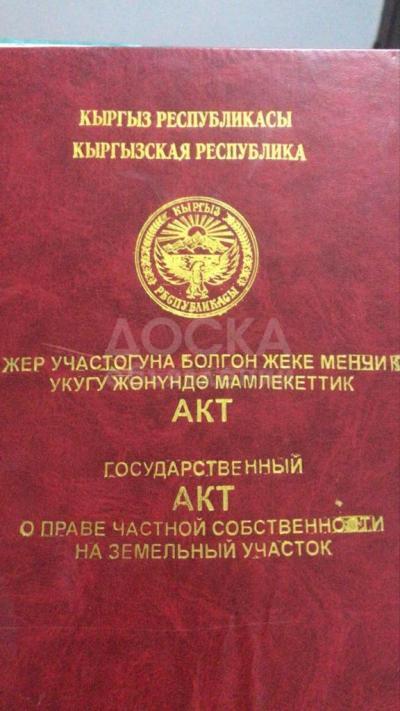 КЫРГЫЗ РЕСПУБЛИКАСЫ
КЫРГЫЗСКАЯ РЕСПУБЛИКА
КЫРГЫЗ
РЕСПУБЛИКАСЫ
ДОСКА
ЖЕР УЧАСТОГУНА БОЛГОН ЖЕКЕ МЕНЧИК
УКУГУ ЖӨНҮНДӨ МАМЛЕКЕТТИК
АКТ
ГОСУДАРСТВЕННЫЙ
АКТ
О ПРАВЕ ЧАСТНОЙ СОБСТВЕННОСТИ
НА ЗЕМЕЛЬНЫЙ УЧАСТОК